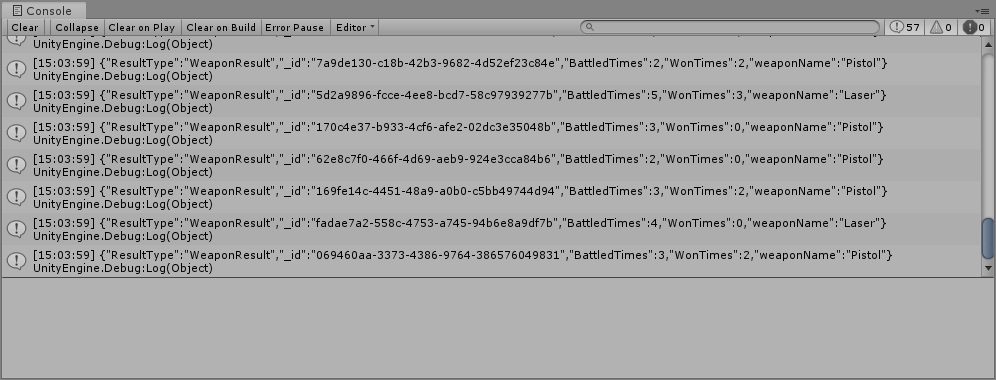 Console
Clear Collapse Clear on Play Clear on Build Error Pause Editor 57 0 0
UnityEngine.Debug:Log(Object)
[15:03:59] {"ResultType":"WeaponResult","_id":"7a9de130-c18b-42b3-9682-4d52ef23c84e","BattledTimes":2,"WonTimes":2,"weaponName":"Pistol"}
UnityEngine.Debug:Log(Object)
[15:03:59] {"ResultType":"WeaponResult","_id":"5d2a9896-fcce-4ee8-bcd7-58c97939277b","BattledTimes":5,"WonTimes":3,"weaponName":"Laser"}
UnityEngine.Debug:Log(Object)
[15:03:59] {"ResultType":"WeaponResult","_id":"170c4e37-b933-4cf6-afe2-02dc3e35048b","BattledTimes":3,"WonTimes":0,"weaponName":"Pistol"}
UnityEngine.Debug:Log(Object)
[15:03:59] {"ResultType":"WeaponResult","_id":"62e8c7f0-466f-4d69-aeb9-924e3cca84b6","BattledTimes":2,"WonTimes":0,"weaponName":"Pistol"}
UnityEngine.Debug:Log(Object)
[15:03:59] {"ResultType":"WeaponResult","_id":"169fe14c-4451-48a9-a0b0-c5bb49744d94","BattledTimes":3,"WonTimes":2,"weaponName":"Pistol"}
UnityEngine.Debug:Log(Object)
[15:03:59] {"ResultType":"WeaponResult","_id":"fadae7a2-558c-4753-a745-94b6e8a9df7b","BattledTimes":4,"WonTimes":0,"weaponName":"Laser"}
UnityEngine.Debug:Log(Object)
[15:03:59] {"ResultType":"WeaponResult","_id":"069460aa-3373-4386-9764-386576049831","BattledTimes":3,"WonTimes":2,"weaponName":"Pistol"}
UnityEngine.Debug:Log(Object)